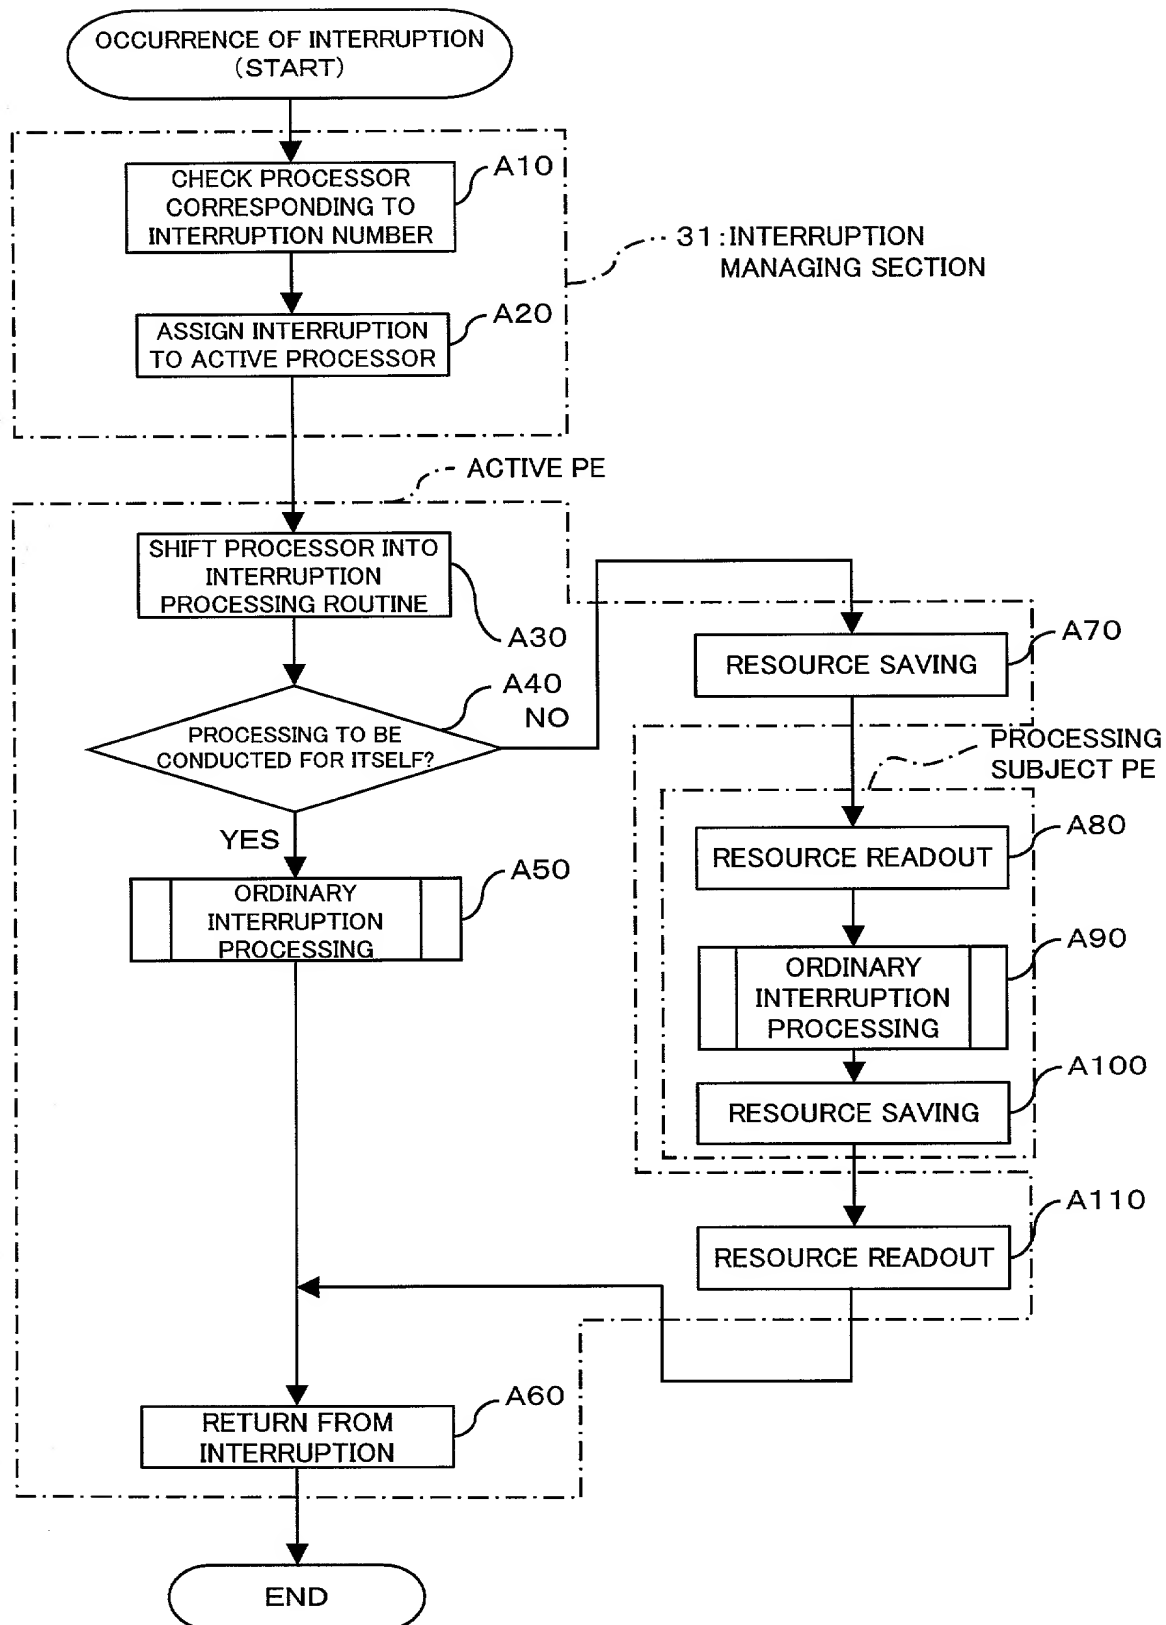 OCCURRENCE OF INTERRUPTION
(START)
CHECK PROCESSOR
CORRESPONDING TO
INTERRUPTION NUMBER
A10
31:INTERRUPTION
MANAGING SECTION
ASSIGN INTERRUPTION
TO ACTIVE PROCESSOR
A20
ACTIVE PE
SHIFT PROCESSOR INTO
INTERRUPTION
PROCESSING ROUTINE
A30
A40
PROCESSING TO BE
CONDUCTED FOR ITSELF?
NO
YES
ORDINARY
INTERRUPTION
PROCESSING
A50
RESOURCE SAVING
A70
PROCESSING
SUBJECT PE
RESOURCE READOUT
A80
ORDINARY
INTERRUPTION
PROCESSING
A90
RESOURCE SAVING
A100
RESOURCE READOUT
A110
RETURN FROM
INTERRUPTION
A60
END